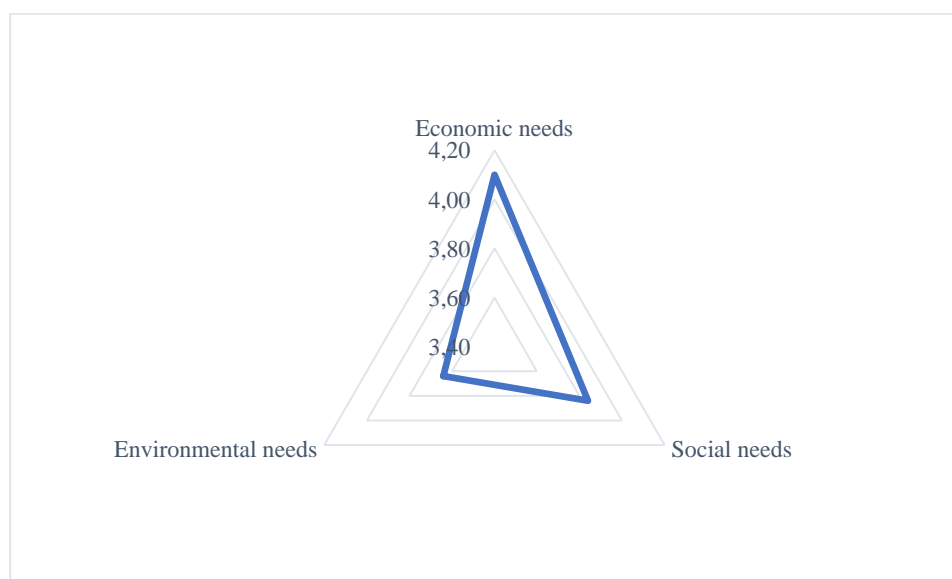 Economic needs
4,20
4,00
3,80
3,60
3,40
Environmental needs
Social needs